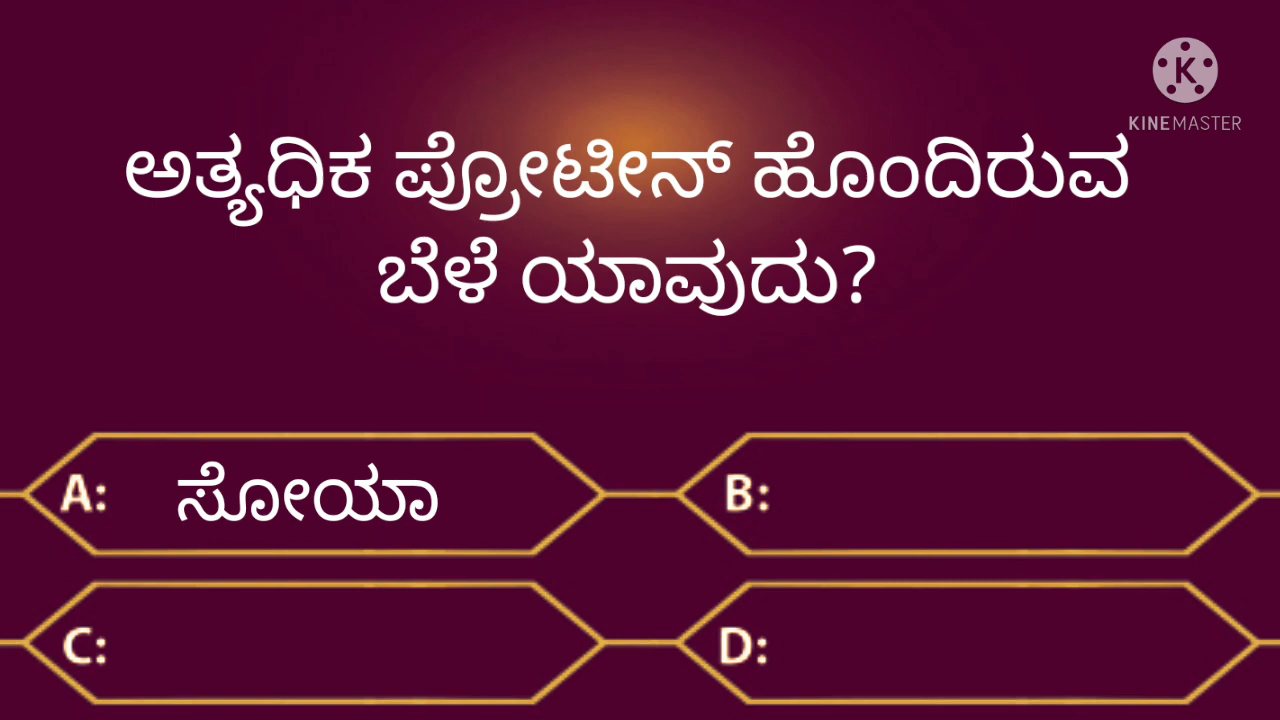 K
KINEMASTER
ಅತ್ಯಧಿಕ ಪ್ರೋಟೀನ್ ಹೊಂದಿರುವ
ಬೆಳೆ ಯಾವುದು?
A: ಸೋಯಾ
B:
C:
D: